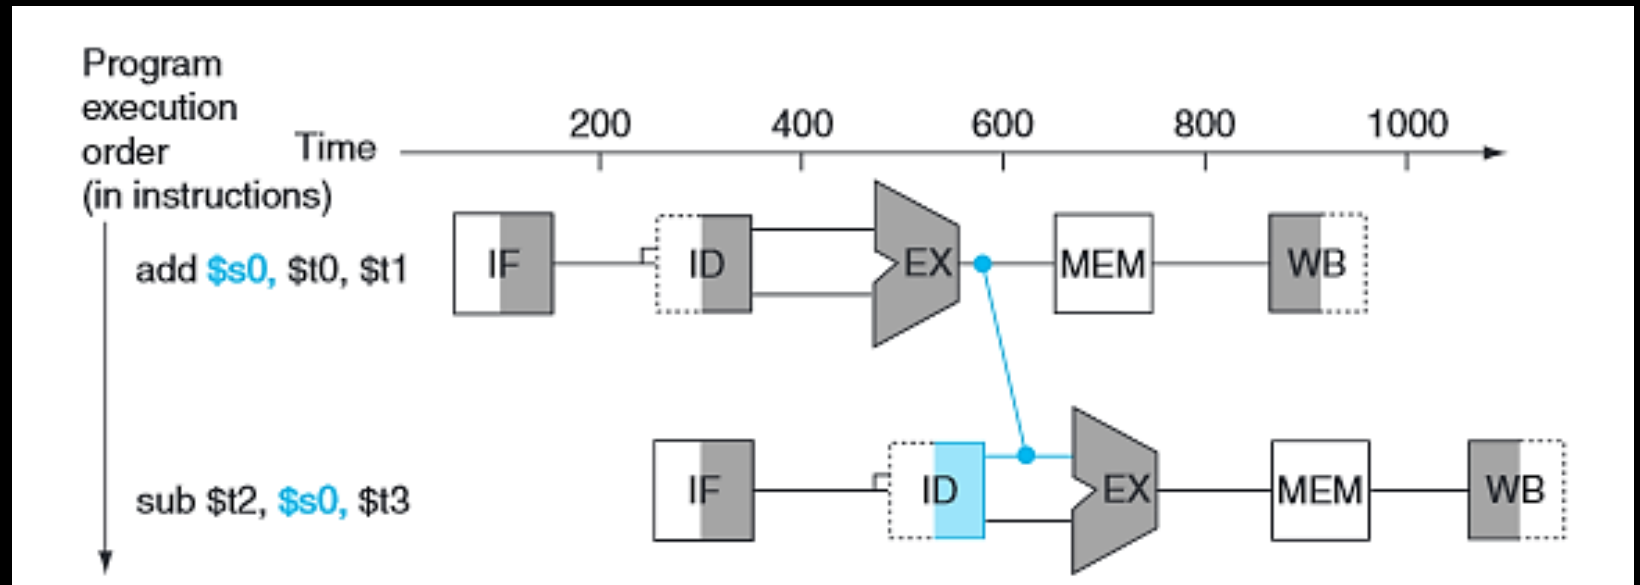 Program
execution
order
(in instructions)
Time
200 400 600 800 1000
add $s0, $t0, $t1
IF ID EX MEM WB
sub $t2, $s0, $t3
IF ID EX MEM WB